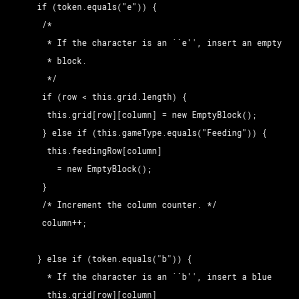 if (token.equals("e")) {
/*
* If the character is an ``e'', insert an empty
* block.
*/
if (row < this.grid.length) {
this.grid[row][column] = new EmptyBlock();
} else if (this.gameType.equals("Feeding")) {
this.feedingRow[column]
= new EmptyBlock();
}
/* Increment the column counter. */
column++;
} else if (token.equals("b")) {
* If the character is an ``b'', insert a blue
this.grid[row][column]